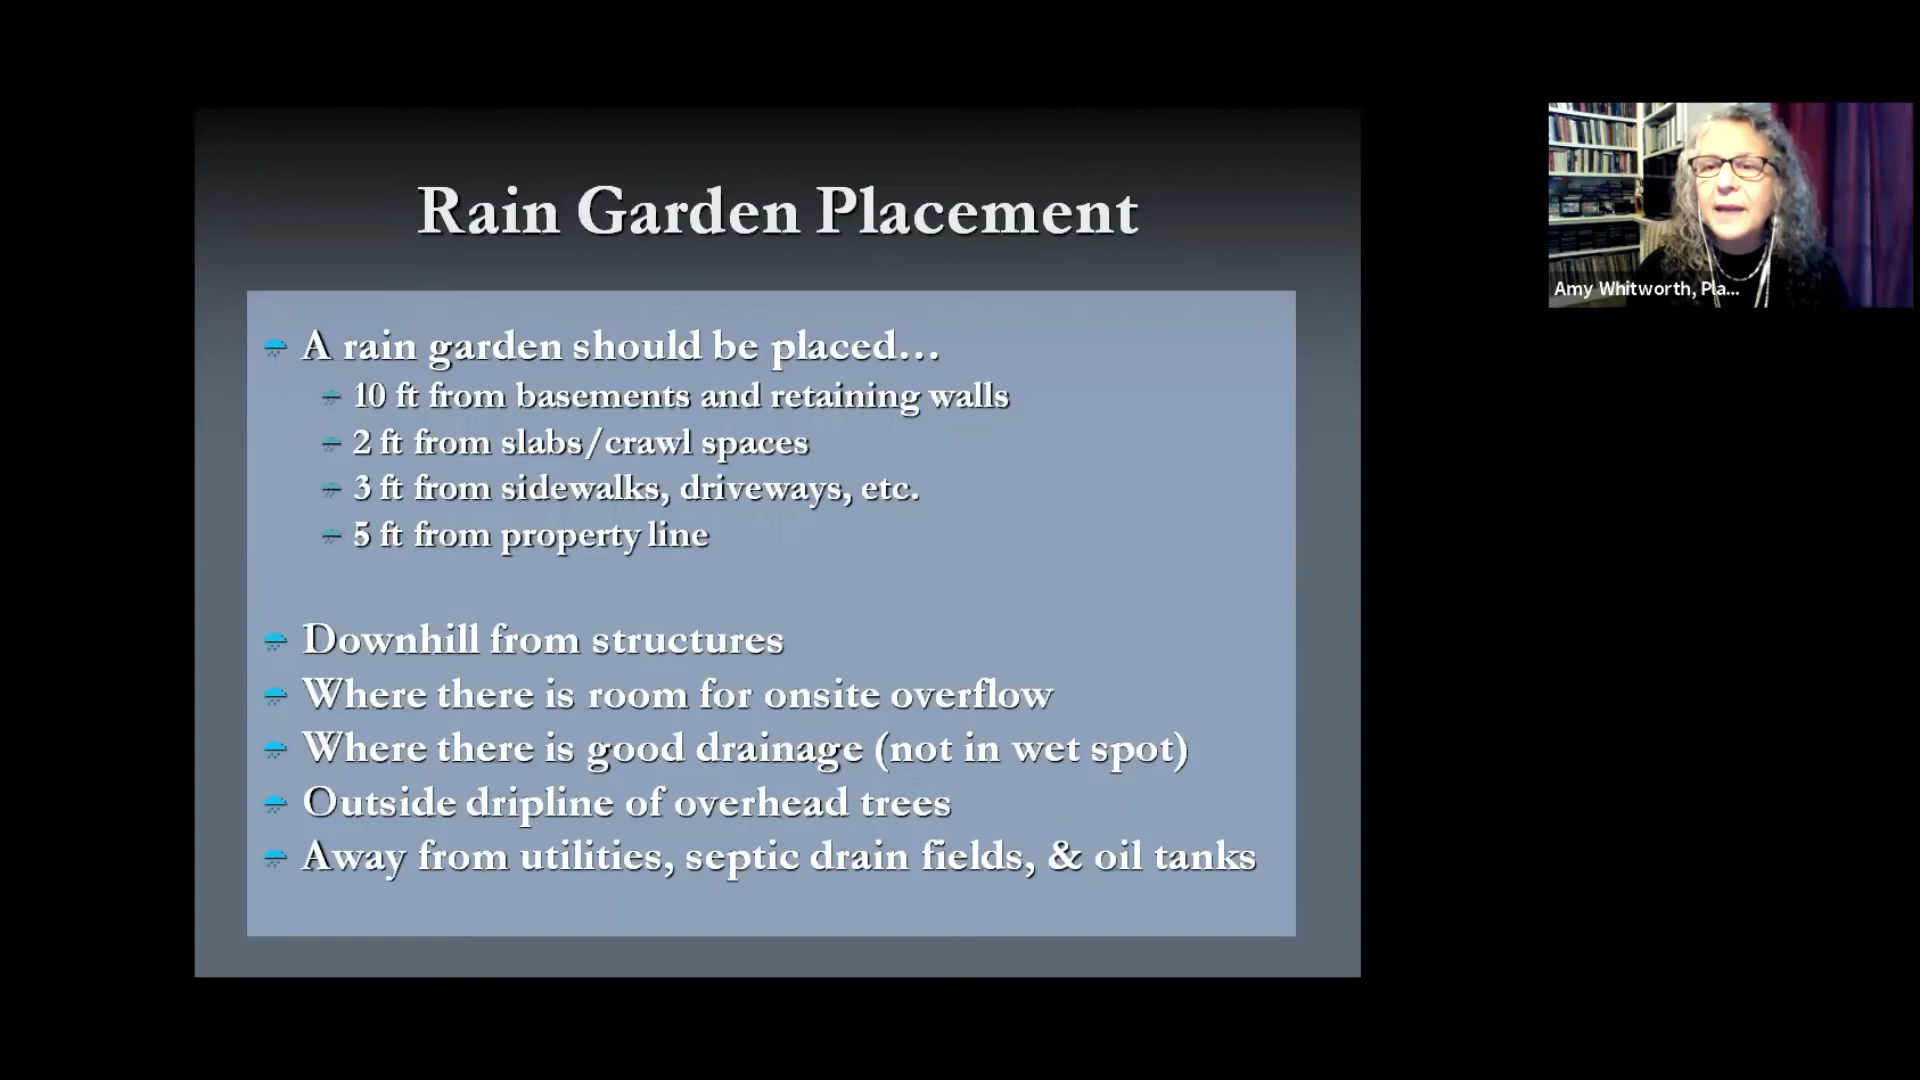 Rain Garden Placement
A rain garden should be placed...
10 ft from basements and retaining walls
2 ft from slabs/crawl spaces
3 ft from sidewalks, driveways, etc.
5 ft from property line
Downhill from structures
Where there is room for onsite overflow
Where there is good drainage (not in wet spot)
Outside dripline of overhead trees
Away from utilities, septic drain fields, & oil tanks
Amy Whitworth, Pla...